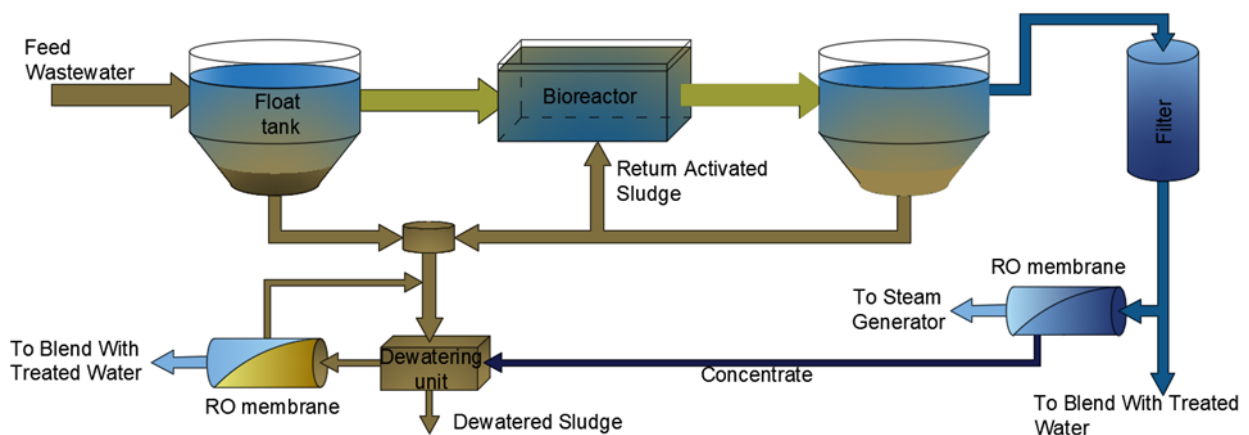 Feed
Wastewater
Float
tank
Bioreactor
Filter
Return Activated
Sludge
RO membrane
To Steam
Generator
To Blend With
Treated Water
RO membrane
Dewatering
unit
Concentrate
Dewatered Sludge
To Blend With Treated
Water